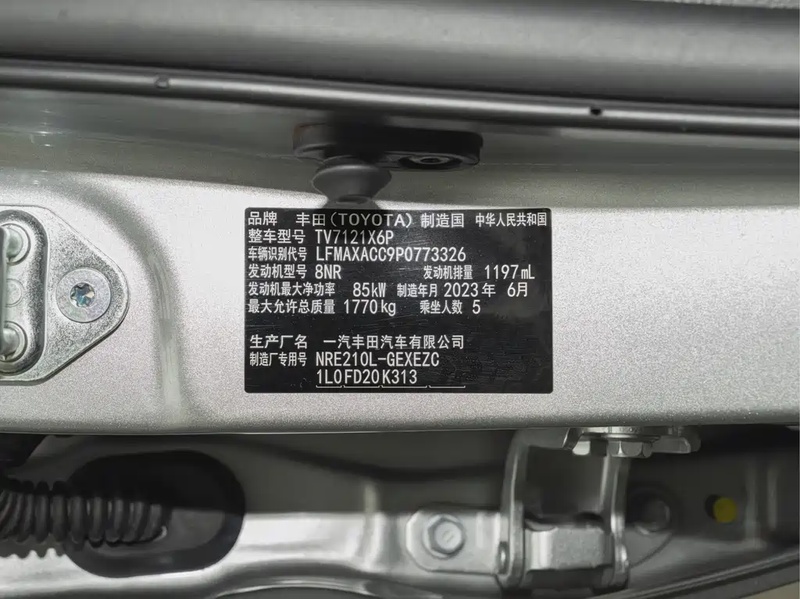 品牌 丰田(TOYOTA) 制造国 中华人民共和国
整车型号 TV7121X6P
车辆识别代号 LFMAXACC9P0773326
发动机型号 8NR 发动机排量 1197mL
发动机最大净功率 85kW 制造年月 2023年 6月
最大允许总质量 1770kg 乘坐人数 5
生产厂名 一汽丰田汽车有限公司
制造厂专用号 NRE210L-GEXEZC
1L0FD20K313